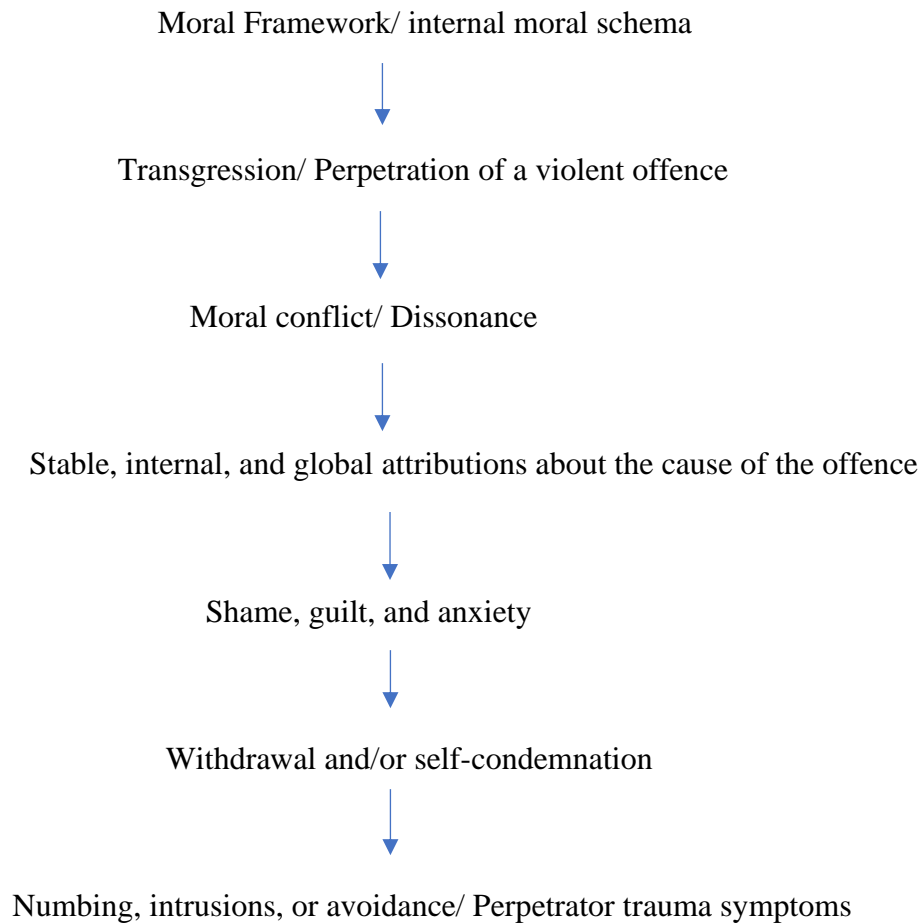 Moral Framework/ internal moral schema
Transgression/ Perpetration of a violent offence
Moral conflict/ Dissonance
Stable, internal, and global attributions about the cause of the offence
Shame, guilt, and anxiety
Withdrawal and/or self-condemnation
Numbing, intrusions, or avoidance/ Perpetrator trauma symptoms